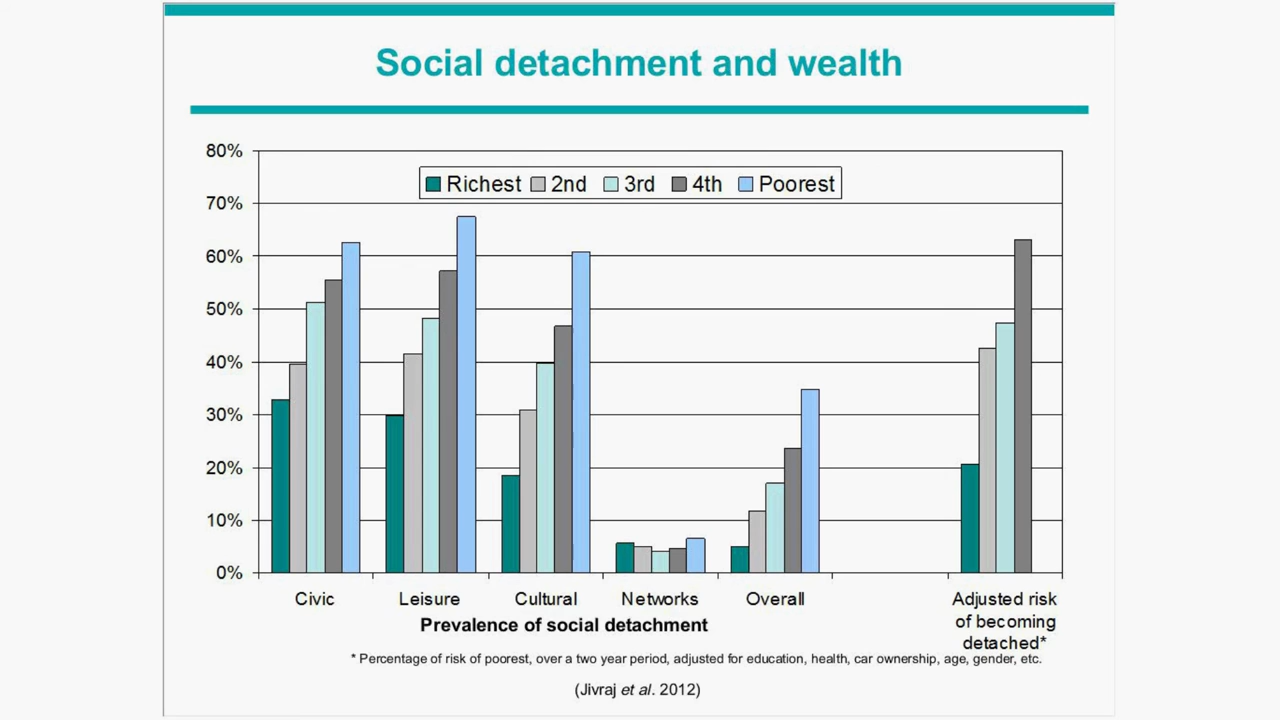 Social detachment and wealth
80%
Richest 2nd 3rd 4th Poorest
70%
60%
50%
40%
30%
20%
10%
0%
Civic Leisure Cultural Networks Overall Adjusted risk
of becoming
detached*
Prevalence of social detachment
* Percentage of risk of poorest, over a two year period, adjusted for education, health, car ownership, age, gender, etc.
(Jivraj et al. 2012)